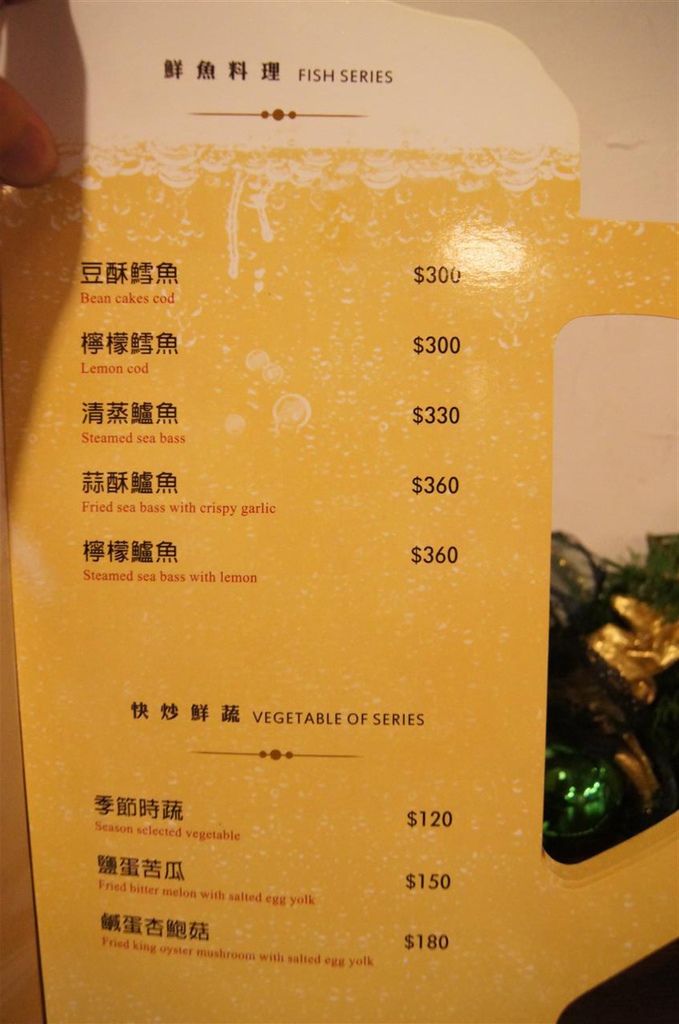 鮮魚料理 FISH SERIES
豆酥鱈魚 $300
Bean cakes cod
檸檬鱈魚 $300
Lemon cod
清蒸鱸魚 $330
Steamed sea bass
蒜酥鱸魚 $360
Fried sea bass with crispy garlic
檸檬鱸魚 $360
Steamed sea bass with lemon
快炒鮮蔬 VEGETABLE OF SERIES
季節時蔬 $120
Season selected vegetable
鹽蛋苦瓜 $150
Fried bitter melon with salted egg yolk
鹹蛋杏鮑菇 $180
Fried king oyster mushroom with salted egg yolk